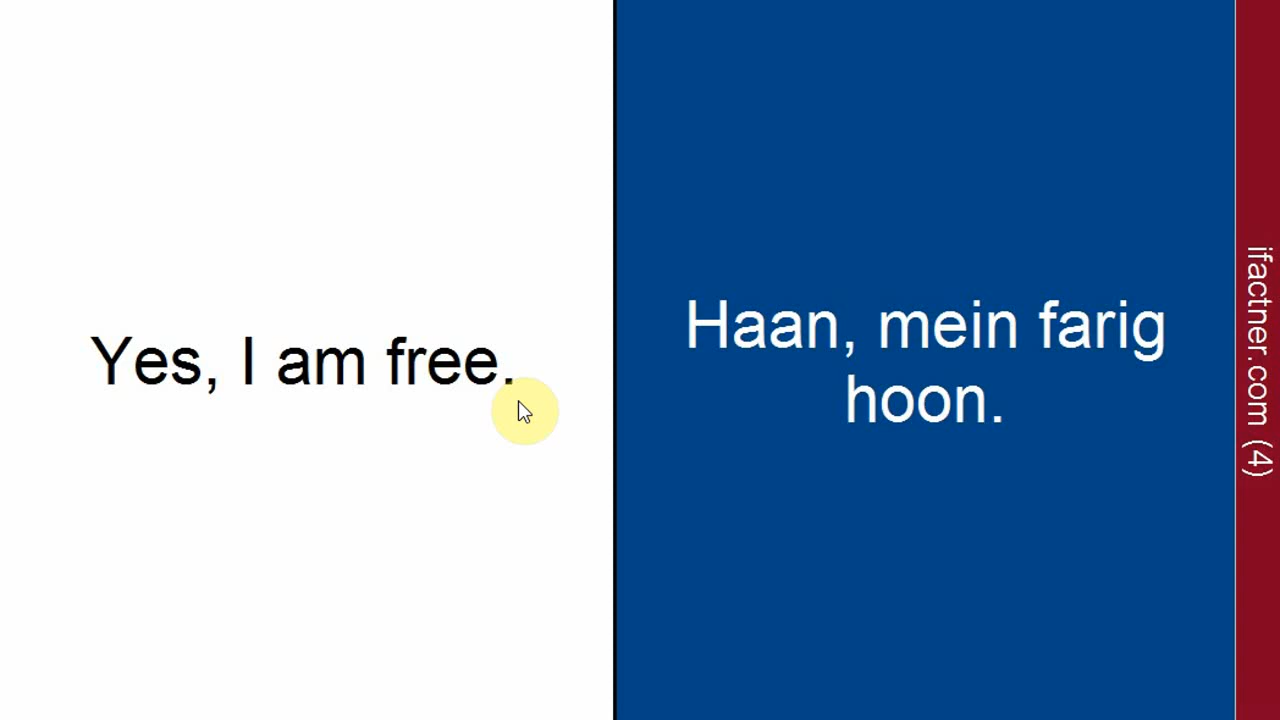 Yes, I am free.
Haan, mein farig
hoon.
ifactner.com (4)